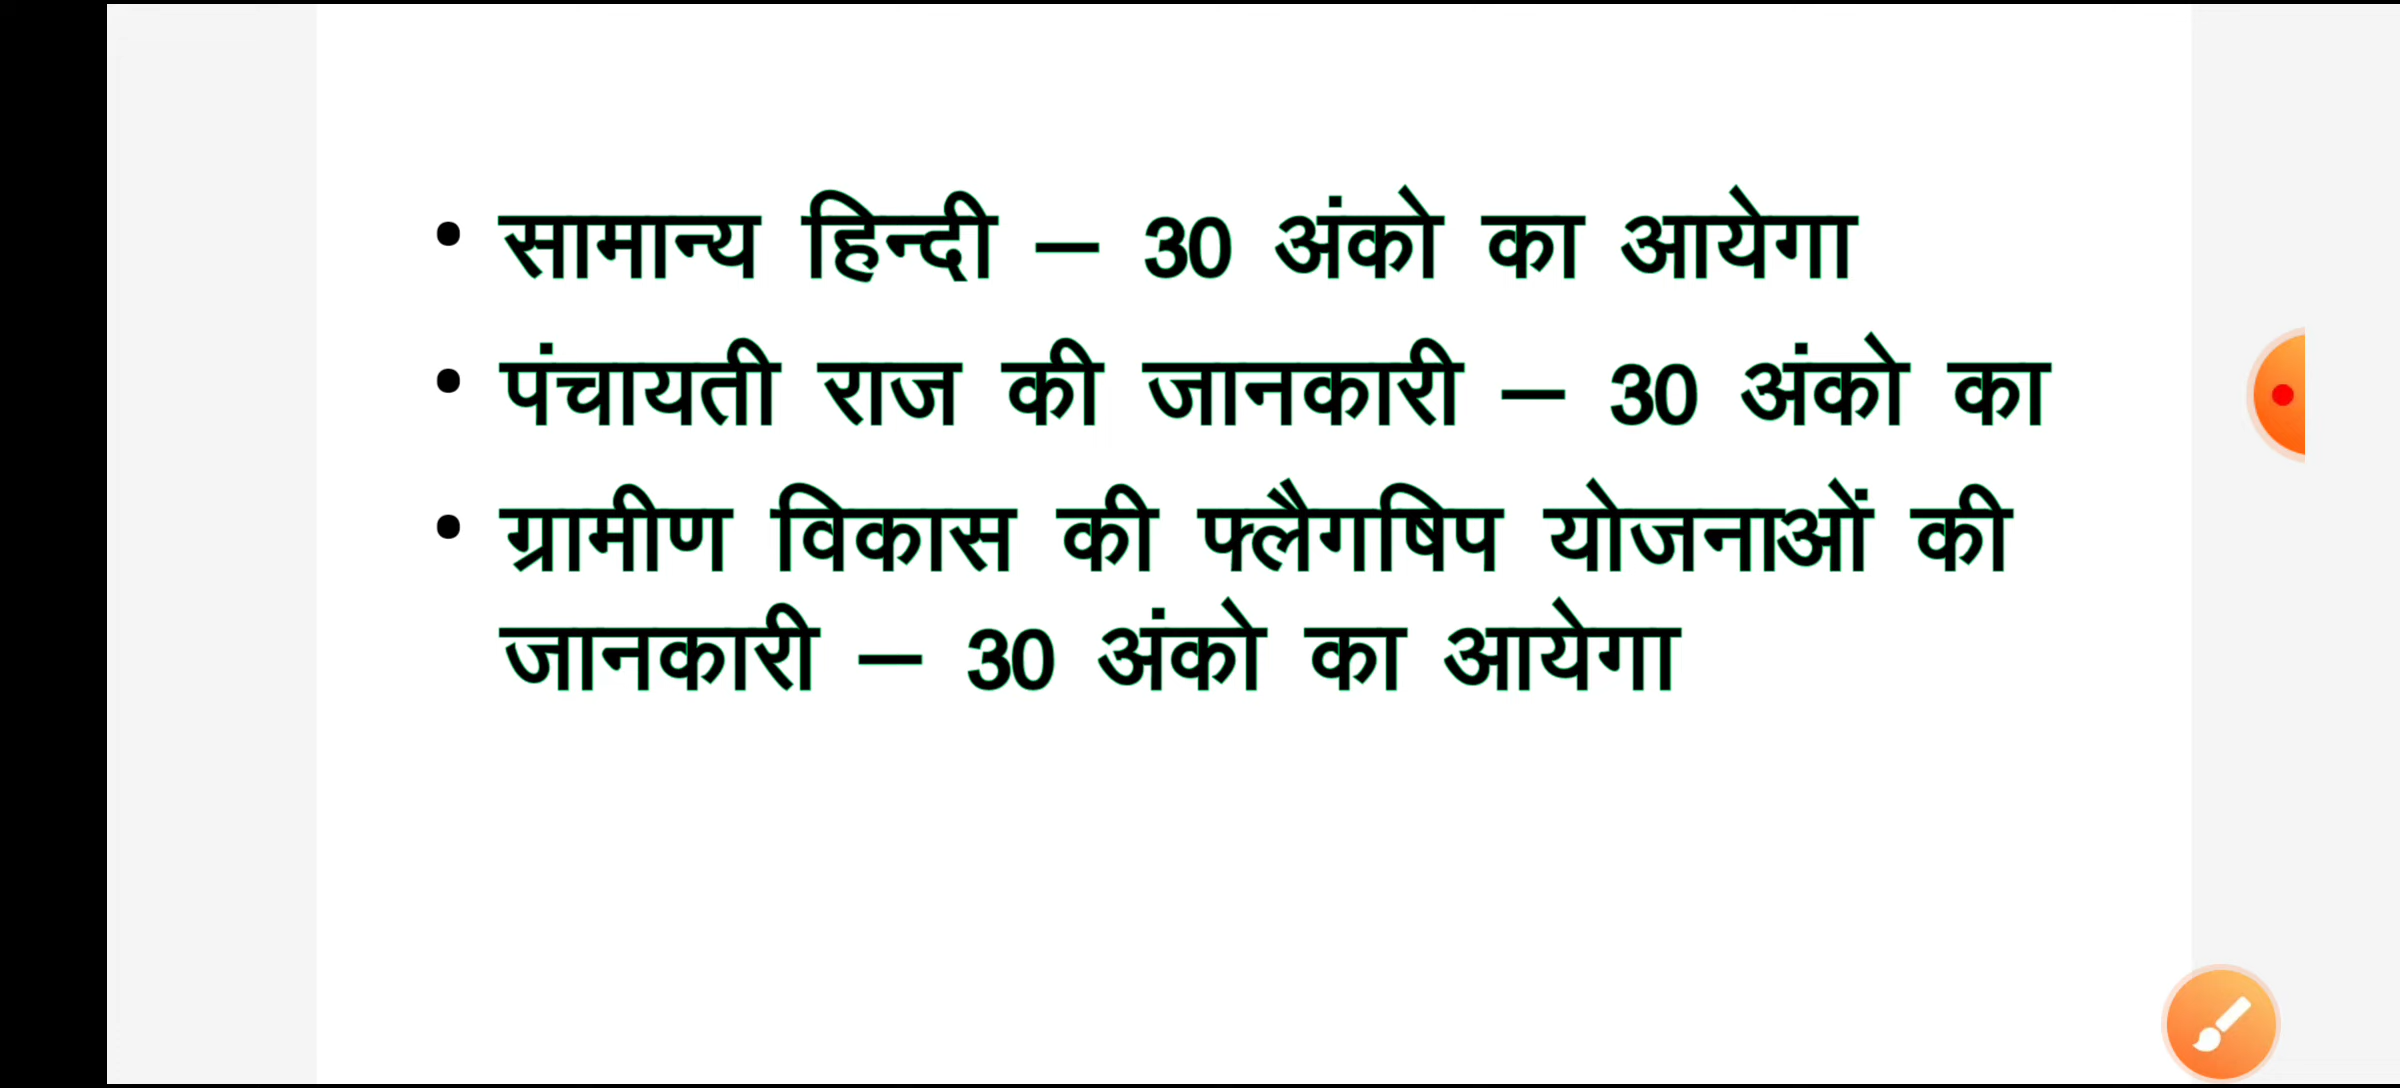 • सामान्य हिन्दी – 30 अंको का आयेगा
• पंचायती राज की जानकारी – 30 अंको का
• ग्रामीण विकास की फ्लैगषिप योजनाओं की
जानकारी – 30 अंको का आयेगा